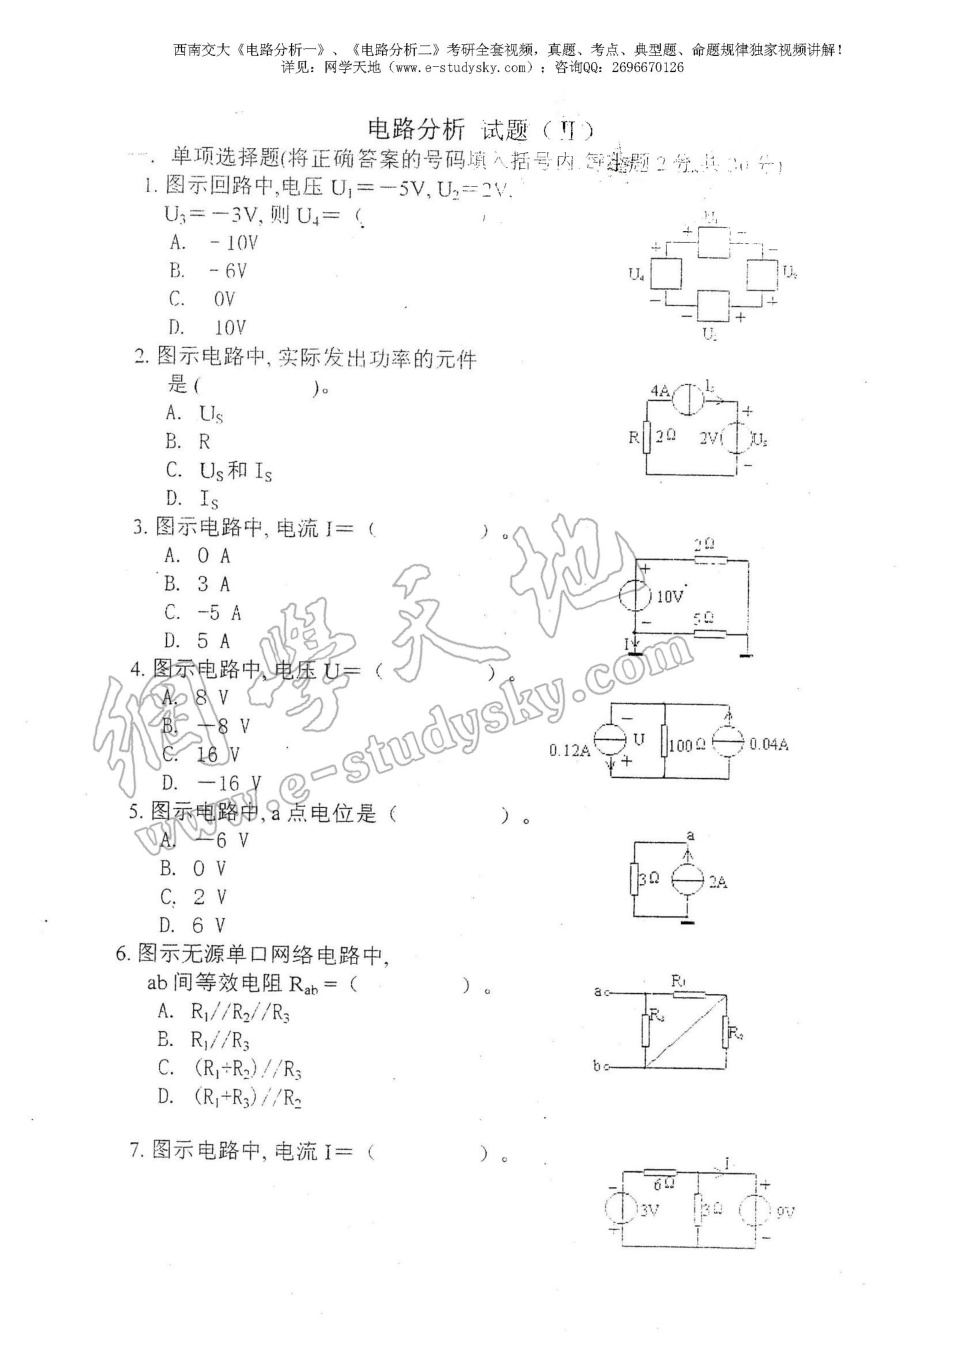 西南交大《电路分析一》、《电路分析二》考研全套视频，真题、考点、典型题、命题规律独家视频讲解！
详见：网学天地（www.e-studysky.com）；咨询QQ：2696670126
电路分析 试题（II）
一. 单项选择题(将正确答案的号码填入括号内.
1. 图示回路中,电压 U₁＝－5V, U₂＝2V.
U₃＝－3V, 则 U₄＝（ ）
A. －10V
B. －6V
C. 0V
D. 10V
U₄
2. 图示电路中, 实际发出功率的元件
是( )。
A. Us
B. R
C. Us和 Is
D. Is
4A
R 2Ω 2V
3. 图示电路中, 电流 I＝（ ）。
A. 0 A
B. 3 A
C. -5 A
D. 5 A
2Ω
10V
5Ω
I
4. 图示电路中, 电压 U＝（ ）。
A. 8 V
B. －8 V
C. 16 V
D. －16 V
0.12A U 100Ω 0.04A
5. 图示电路中, a 点电位是（ ）。
A. －6 V
B. 0 V
C. 2 V
D. 6 V
a
3Ω 2A
6. 图示无源单口网络电路中,
ab 间等效电阻 Rab＝（ ）。
A. R₁//R₂//R₃
B. R₁//R₃
C. (R₁+R₂)//R₃
D. (R₁+R₃)//R₂
a R₁
b
7. 图示电路中, 电流 I＝（ ）。
I
6Ω
3V 3Ω 9V
網學天地
www.e-studysky.com